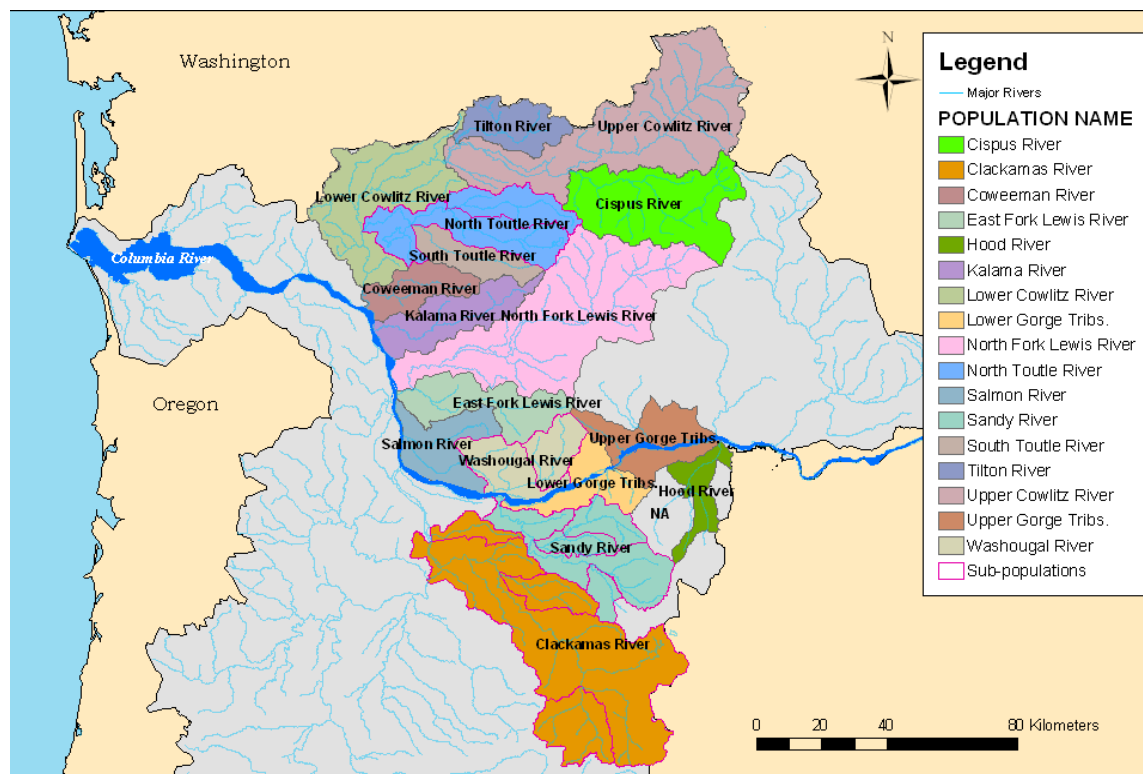 Washington
N
Tilton River
Upper Cowlitz River
Lower Cowlitz River
Cispus River
North Toutle River
Columbia River
South Toutle River
Coweeman River
Kalama River
North Fork Lewis River
Oregon
East Fork Lewis River
Salmon River
Upper Gorge Tribs.
Washougal River
Lower Gorge Tribs.
Hood River
NA
Sandy River
Clackamas River
Legend
Major Rivers
POPULATION NAME
Cispus River
Clackamas River
Coweeman River
East Fork Lewis River
Hood River
Kalama River
Lower Cowlitz River
Lower Gorge Tribs.
North Fork Lewis River
North Toutle River
Salmon River
Sandy River
South Toutle River
Tilton River
Upper Cowlitz River
Upper Gorge Tribs.
Washougal River
Sub-populations
0 20 40 80 Kilometers